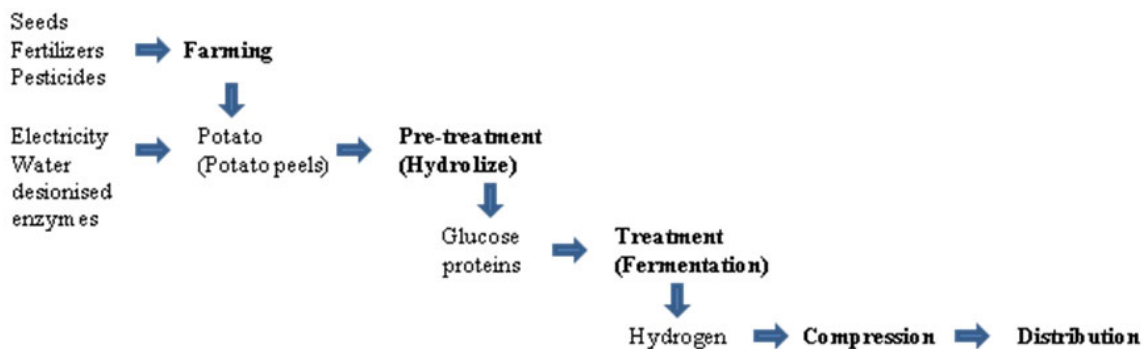 Seeds
Fertilizers
Pesticides
Farming
Electricity
Water
desionised
enzymes
Potato
(Potato peels)
Pre-treatment
(Hydrolize)
Glucose
proteins
Treatment
(Fermentation)
Hydrogen
Compression
Distribution